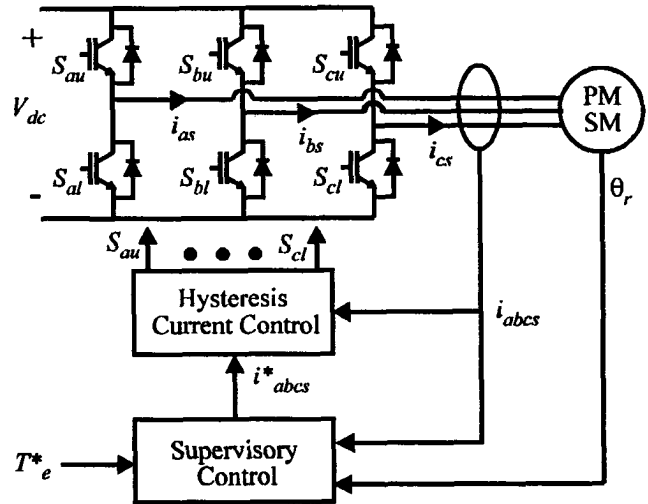 +
S_au
S_bu
S_cu
V_dc
i_as
i_bs
i_cs
PM
SM
-
S_al
S_bl
S_cl
θ_r
S_au
S_cl
Hysteresis
Current Control
i_abcs
i*_abcs
T*_e
Supervisory
Control